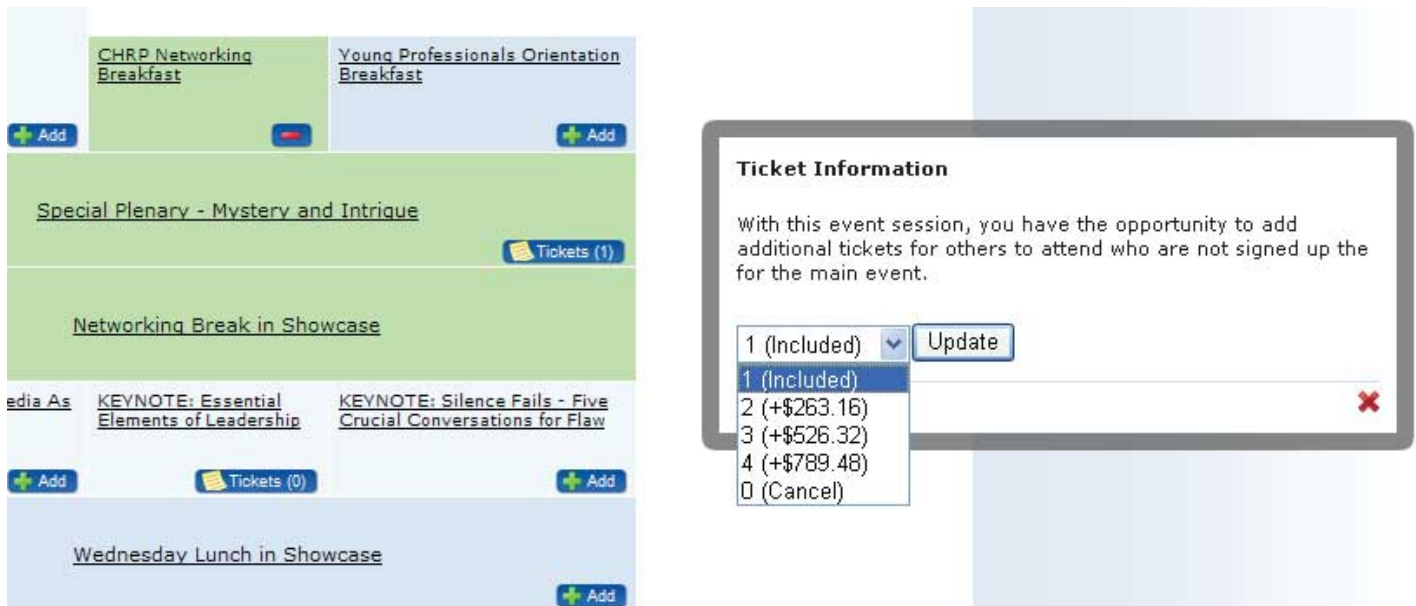 CHRP Networking
Breakfast
Young Professionals Orientation
Breakfast
Add
Add
Special Plenary - Mystery and Intrigue
Tickets (1)
Networking Break in Showcase
edia As
KEYNOTE: Essential
Elements of Leadership
KEYNOTE: Silence Fails - Five
Crucial Conversations for Flaw
Add
Tickets (0)
Add
Wednesday Lunch in Showcase
Add
Ticket Information
With this event session, you have the opportunity to add
additional tickets for others to attend who are not signed up the
for the main event.
1 (Included)
Update
1 (Included)
2 (+$263.16)
3 (+$526.32)
4 (+$789.48)
0 (Cancel)